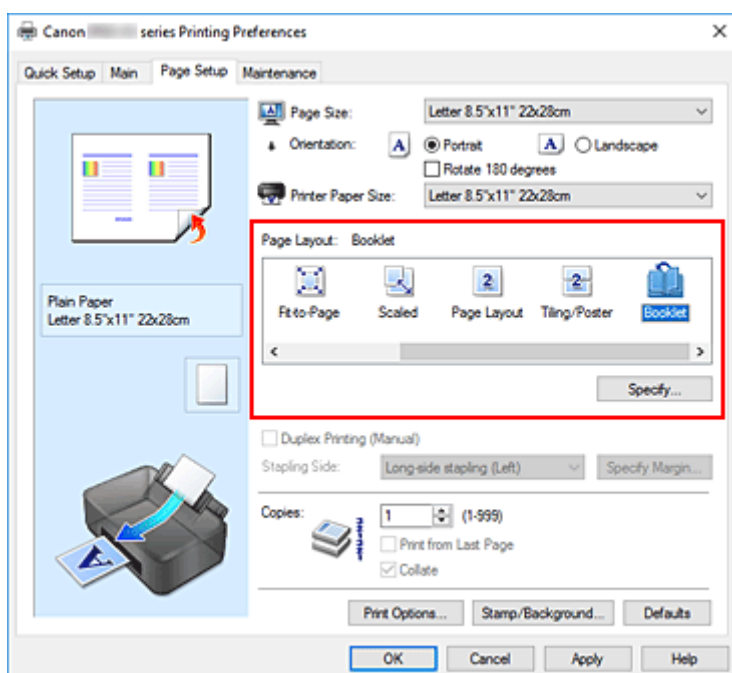 Canon series Printing Preferences
Quick Setup Main Page Setup Maintenance
Page Size: Letter 8.5"x11" 22x28cm
Orientation: A Portrait A Landscape
Rotate 180 degrees
Printer Paper Size: Letter 8.5"x11" 22x28cm
Page Layout: Booklet
2 2
Fit-to-Page Scaled Page Layout Tiling/Poster Booklet
Specify...
Plain Paper
Letter 8.5"x11" 22x28cm
Duplex Printing (Manual)
Stapling Side: Long-side stapling (Left) Specify Margin...
Copies: 1 (1-999)
Print from Last Page
Collate
A
Print Options... Stamp/Background... Defaults
OK Cancel Apply Help